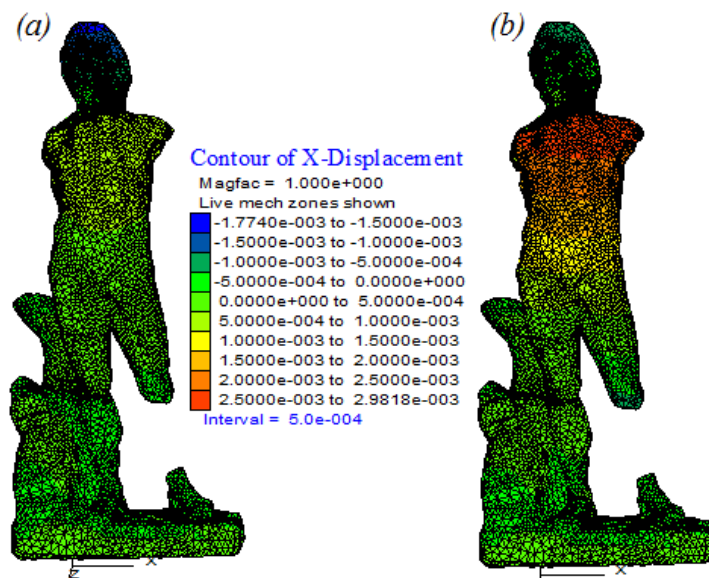 (a)
(b)
Contour of X-Displacement
Magfac = 1.000e+000
Live mech zones shown
-1.7740e-003 to -1.5000e-003
-1.5000e-003 to -1.0000e-003
-1.0000e-003 to -5.0000e-004
-5.0000e-004 to 0.0000e+000
0.0000e+000 to 5.0000e-004
5.0000e-004 to 1.0000e-003
1.0000e-003 to 1.5000e-003
1.5000e-003 to 2.0000e-003
2.0000e-003 to 2.5000e-003
2.5000e-003 to 2.9818e-003
Interval = 5.0e-004
z x
x